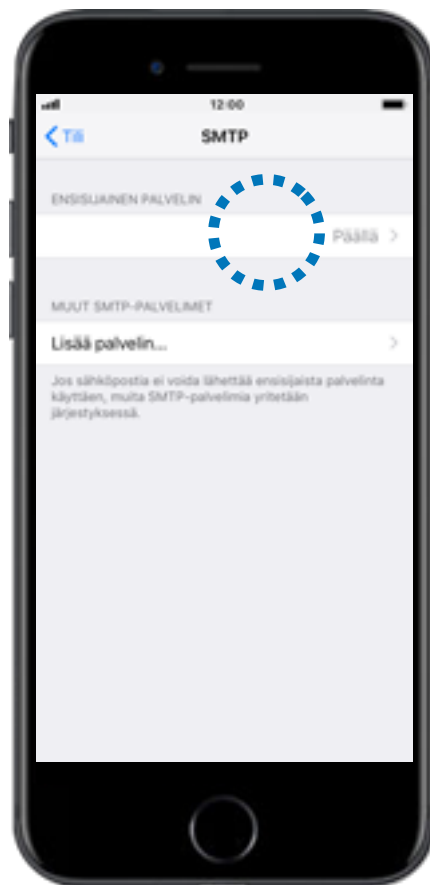 12:00
Tili
SMTP
ENSISIJAINEN PALVELIN
Päällä
MUUT SMTP-PALVELIMET
Lisää palvelin...
Jos sähköpostia ei voida lähettää ensisijaista palvelinta
käyttäen, muita SMTP-palvelimia yritetään
järjestyksessä.